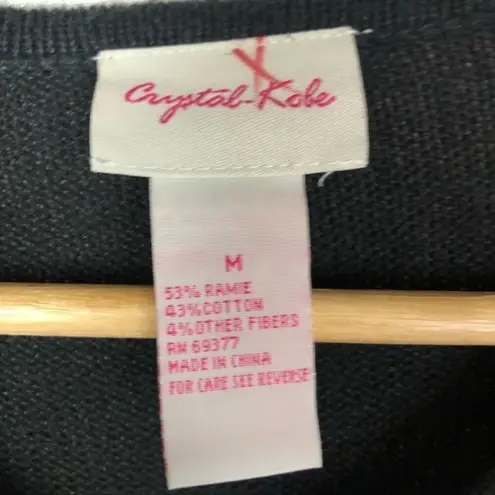 Crystal-Kobe
M
53% RAMIE
43%COTTON
4%OTHER FIBERS
RN 69377
MADE IN CHINA
FOR CARE SEE REVERSE